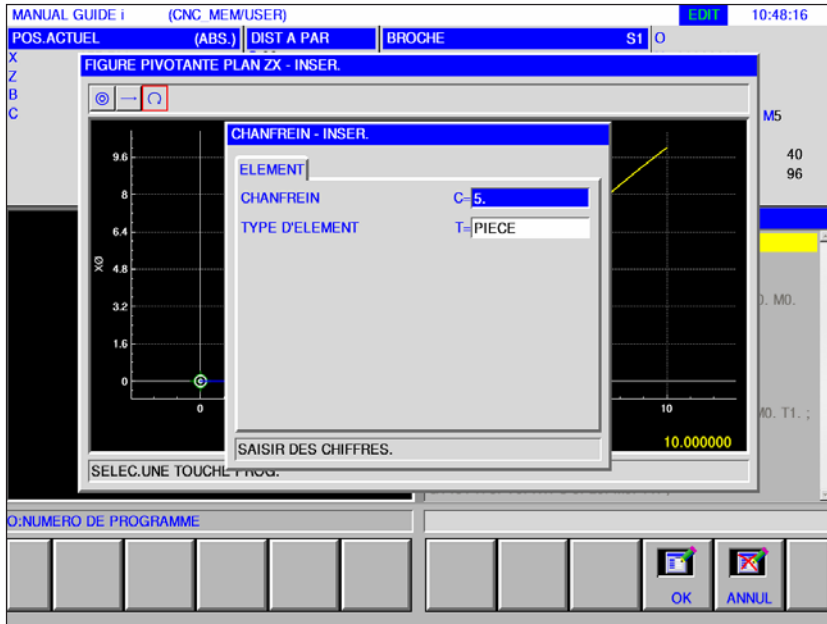 MANUAL GUIDE i (CNC_MEM/USER) EDIT 10:48:16
POS.ACTUEL (ABS.) DIST A PAR BROCHE S1 O
X
Z
B
C
M5
40
96
FIGURE PIVOTANTE PLAN ZX - INSER.
CHANFREIN - INSER.
ELEMENT
CHANFREIN C= 5.
TYPE D'ELEMENT T= PIECE
SAISIR DES CHIFFRES.
9.6
8
6.4
XØ
4.8
3.2
1.6
0
0
10
10.000000
0. M0.
M0. T1. ;
SELEC.UNE TOUCHE PROG.
O:NUMERO DE PROGRAMME
OK ANNUL